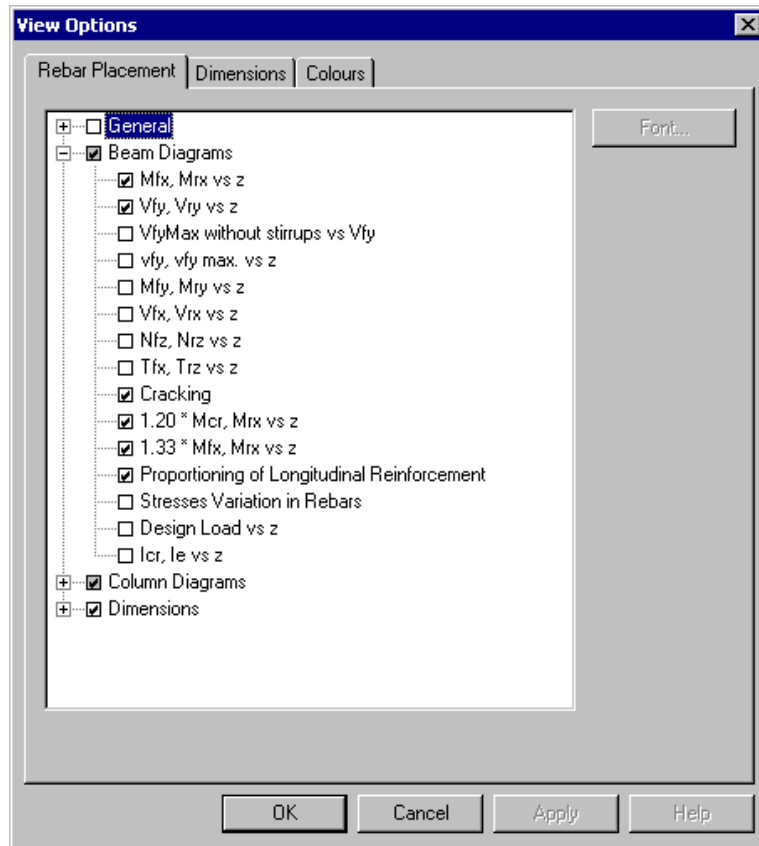 View Options
Rebar Placement Dimensions Colours
General
Font...
Beam Diagrams
Mfx, Mrx vs z
Vfy, Vry vs z
VfyMax without stirrups vs Vfy
vfy, vfy max. vs z
Mfy, Mry vs z
Vfx, Vrx vs z
Nfz, Nrz vs z
Tfx, Trz vs z
Cracking
1.20 * Mcr, Mrx vs z
1.33 * Mfx, Mrx vs z
Proportioning of Longitudinal Reinforcement
Stresses Variation in Rebars
Design Load vs z
Icr, Ie vs z
Column Diagrams
Dimensions
OK Cancel Apply Help